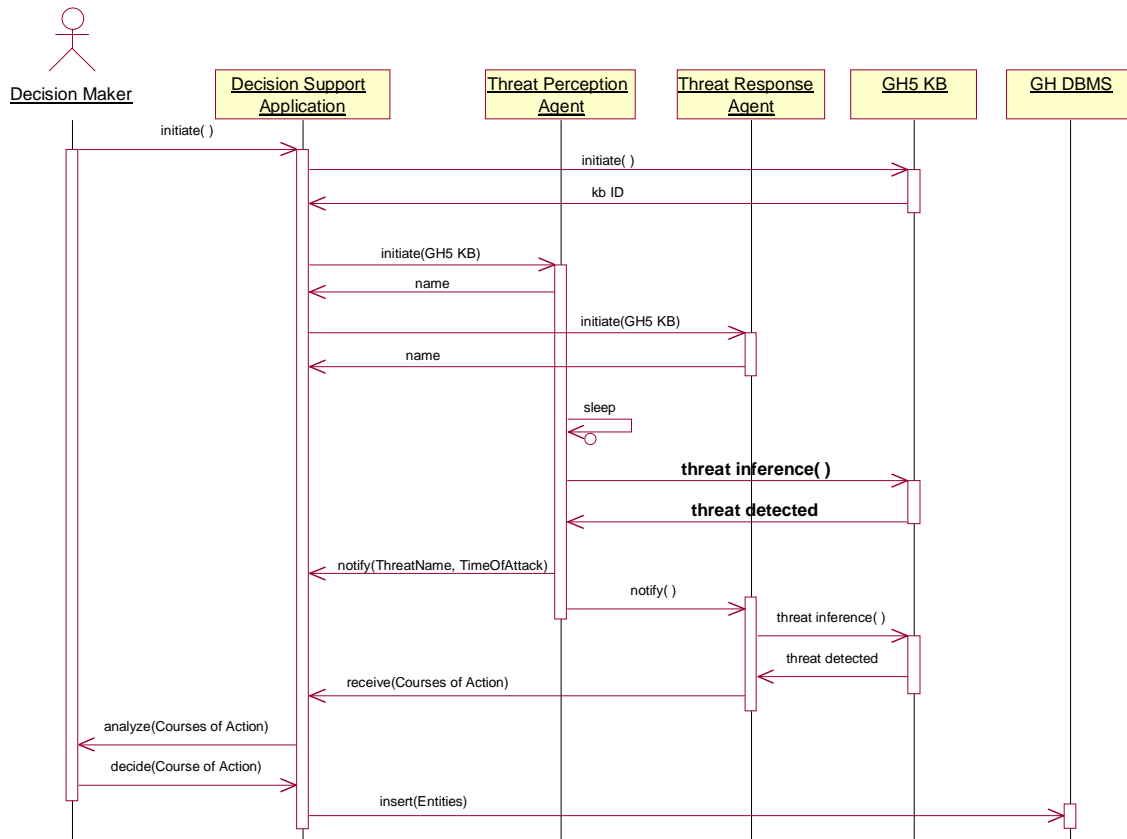 Decision Maker
Decision Support
Application
Threat Perception
Agent
Threat Response
Agent
GH5 KB
GH DBMS
initiate( )
initiate( )
kb ID
initiate(GH5 KB)
name
initiate(GH5 KB)
name
sleep
threat inference( )
threat detected
notify(ThreatName, TimeOfAttack)
notify( )
threat inference( )
threat detected
receive(Courses of Action)
analyze(Courses of Action)
decide(Course of Action)
insert(Entities)